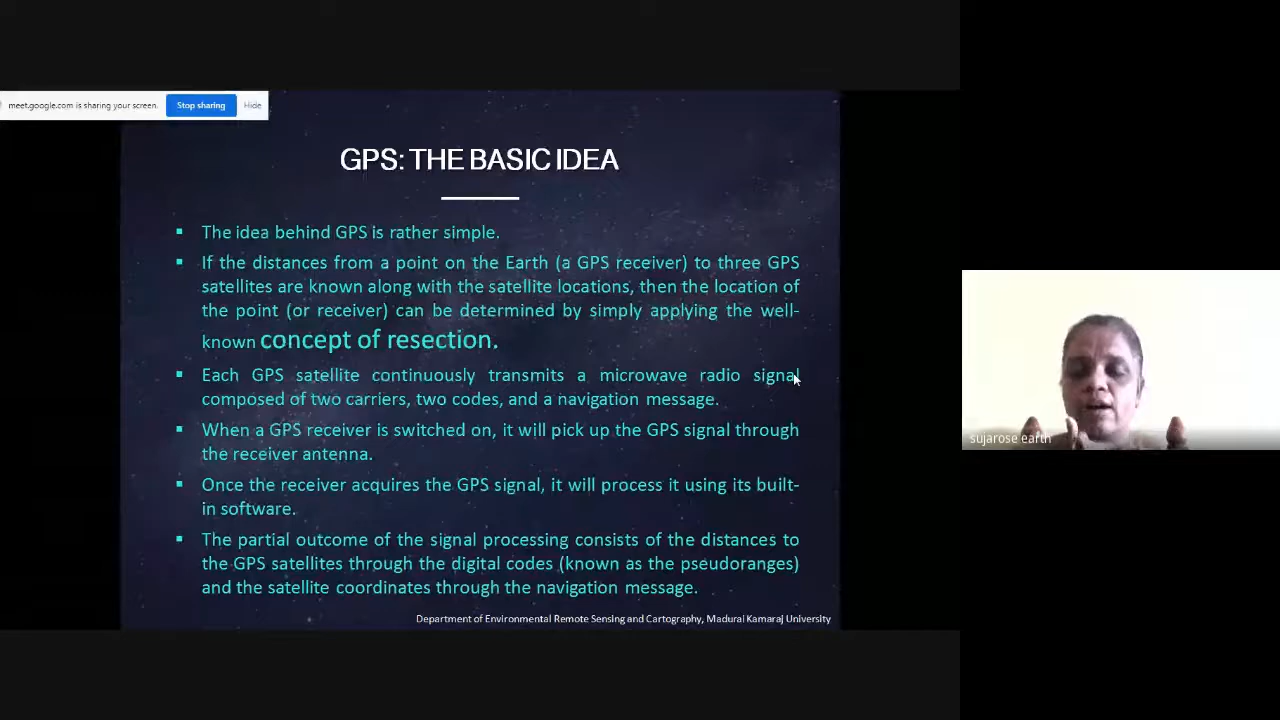 meet.google.com is sharing your screen.
Stop sharing
Hide
GPS: THE BASIC IDEA
▪ The idea behind GPS is rather simple.
▪ If the distances from a point on the Earth (a GPS receiver) to three GPS
satellites are known along with the satellite locations, then the location of
the point (or receiver) can be determined by simply applying the well-
known concept of resection.
▪ Each GPS satellite continuously transmits a microwave radio signal
composed of two carriers, two codes, and a navigation message.
▪ When a GPS receiver is switched on, it will pick up the GPS signal through
the receiver antenna.
▪ Once the receiver acquires the GPS signal, it will process it using its built-
in software.
▪ The partial outcome of the signal processing consists of the distances to
the GPS satellites through the digital codes (known as the pseudoranges)
and the satellite coordinates through the navigation message.
Department of Environmental Remote Sensing and Cartography, Madurai Kamaraj University
sujarose earth